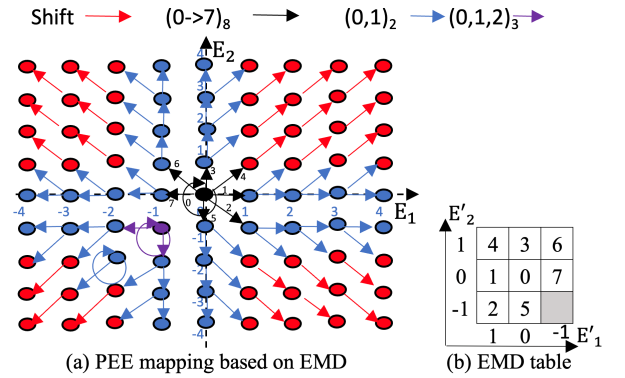 Shift (0->7)₈ (0,1)₂ (0,1,2)₃
E₂
4
3
2
1
6 3 4
7 0 1
-4 -3 -2 -1 0 5 2 1 2 3 4 E₁
-1
-2
-3
-4
E'₂
1 4 3 6
0 1 0 7
-1 2 5
1 0 -1 E'₁
(a) PEE mapping based on EMD (b) EMD table